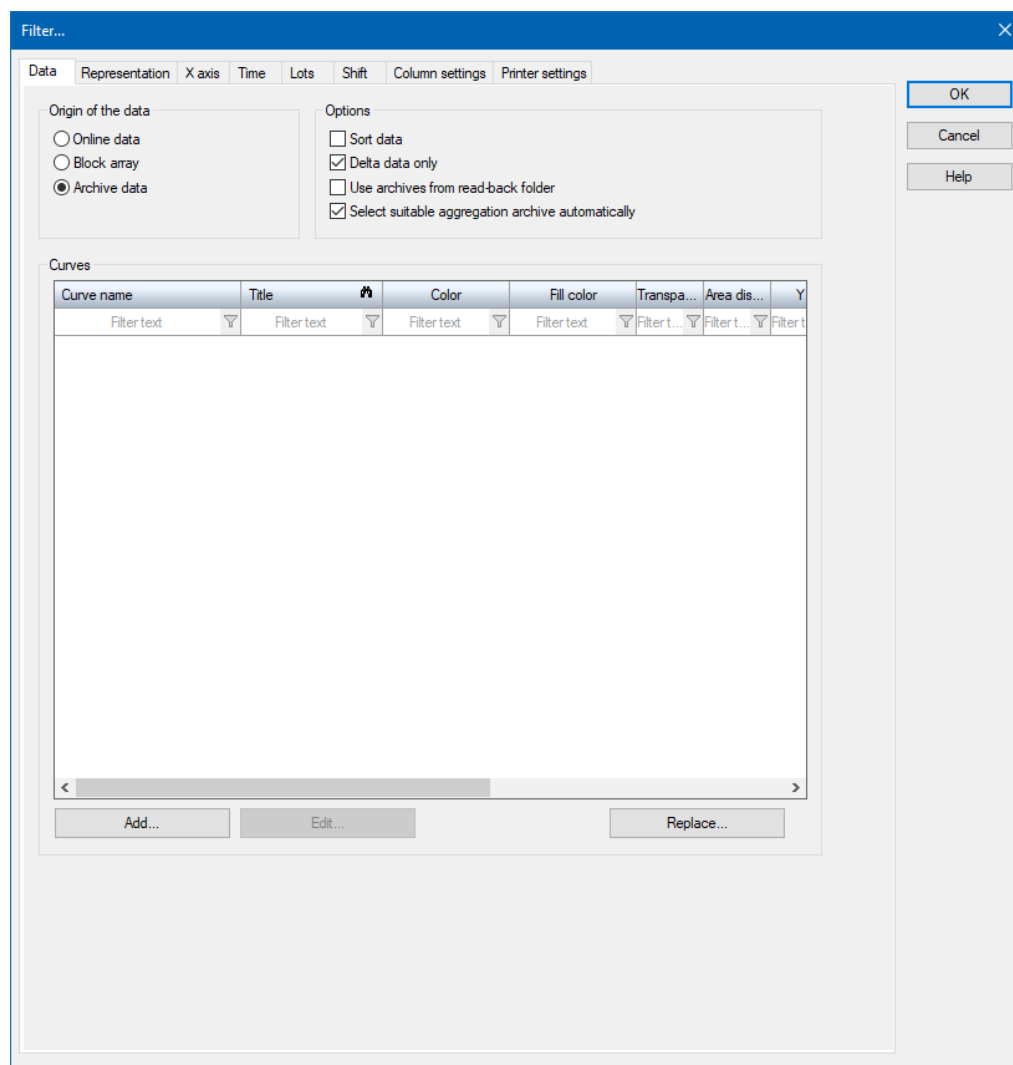 Filter...
Data Representation X axis Time Lots Shift Column settings Printer settings
OK
Cancel
Help
Origin of the data
Online data
Block array
Archive data
Options
Sort data
Delta data only
Use archives from read-back folder
Select suitable aggregation archive automatically
Curves
Curve name Title Color Fill color Transpa... Area dis... Y
Filter text Filter text Filter text Filter text Filter t... Filter t... Filter t
Add... Edit... Replace...